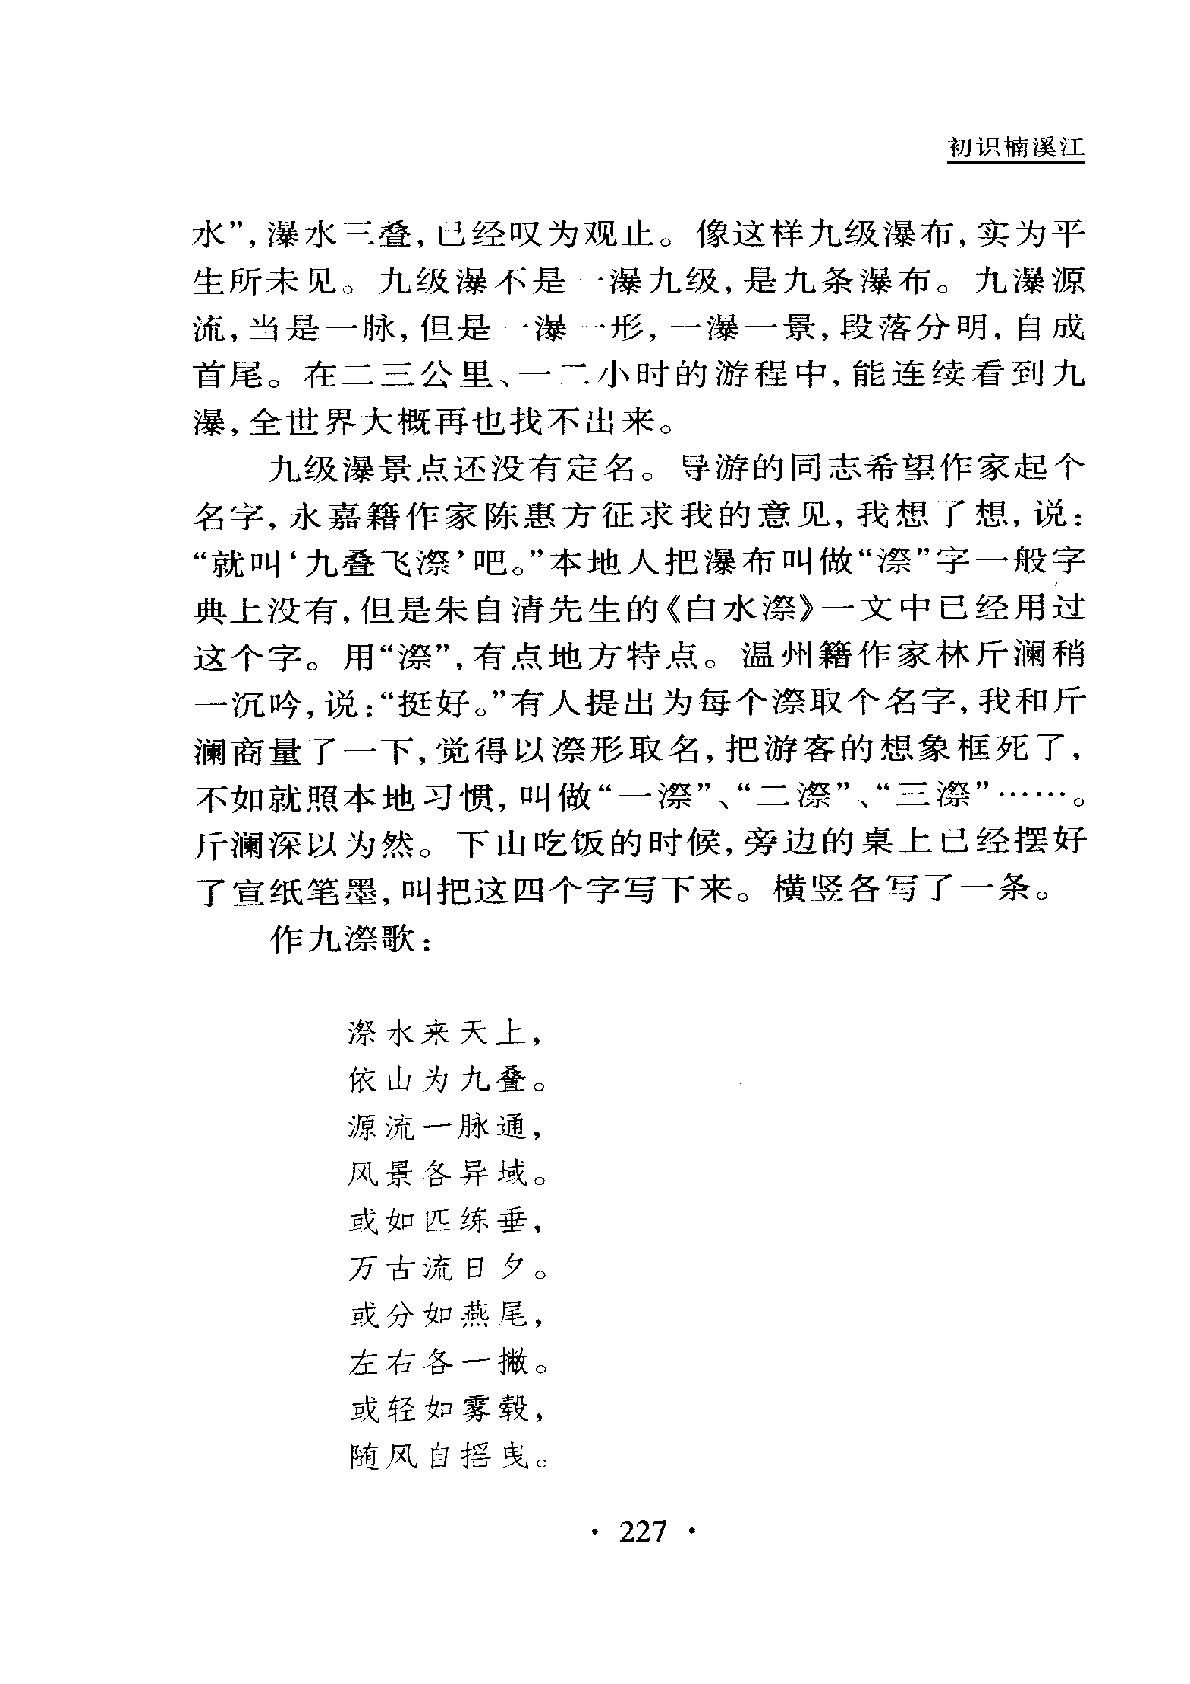 初识楠溪江
水”，瀑水三叠，已经叹为观止。像这样九级瀑布，实为平
生所未见。九级瀑不是一瀑九级，是九条瀑布。九瀑源
流，当是一脉，但是一瀑一形，一瀑一景，段落分明，自成
首尾。在二三公里、一二小时的游程中，能连续看到九
瀑，全世界大概再也找不出来。
九级瀑景点还没有定名。导游的同志希望作家起个
名字，永嘉籍作家陈惠方征求我的意见，我想了想，说：
“就叫‘九叠飞漈’吧。”本地人把瀑布叫做“漈”字一般字
典上没有，但是朱自清先生的《白水漈》一文中已经用过
这个字。用“漈”，有点地方特点。温州籍作家林斤澜稍
一沉吟，说：“挺好。”有人提出为每个漈取个名字，我和斤
澜商量了一下，觉得以漈形取名，把游客的想象框死了，
不如就照本地习惯，叫做“一漈”、“二漈”、“三漈”……。
斤澜深以为然。下山吃饭的时候，旁边的桌上已经摆好
了宣纸笔墨，叫把这四个字写下来。横竖各写了一条。
作九漈歌：
漈水来天上，
依山为九叠。
源流一脉通，
风景各异域。
或如匹练垂，
万古流日夕。
或分如燕尾，
左右各一撇。
或轻如雾縠，
随风自摇曳。
· 227 ·